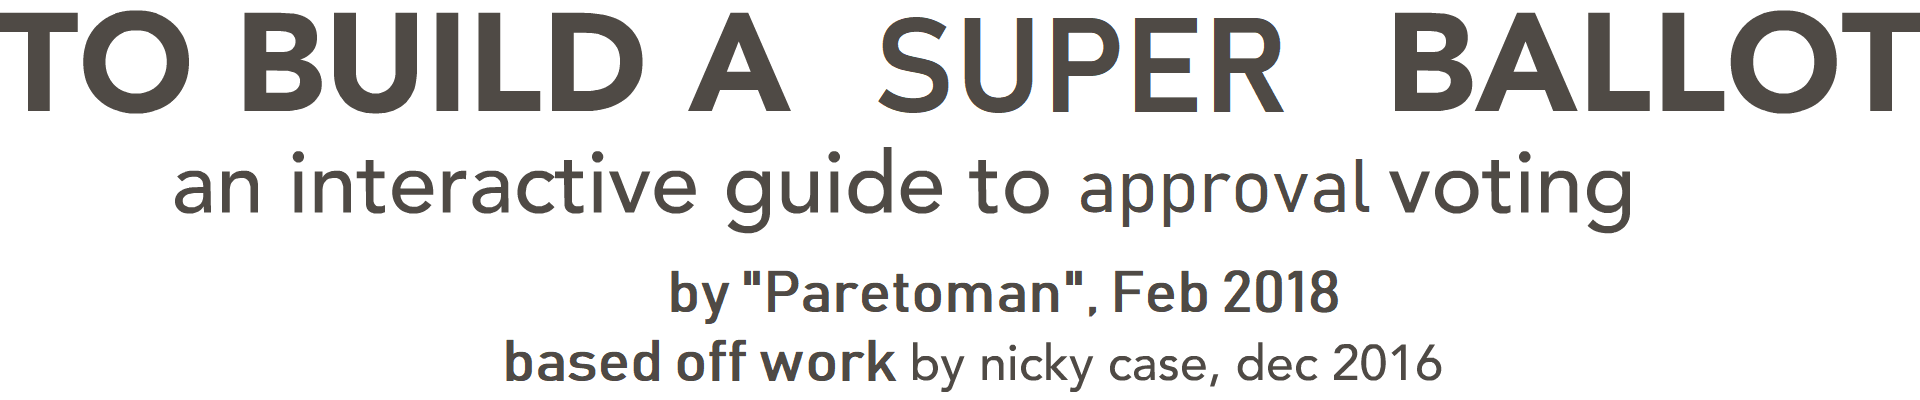 TO BUILD A SUPER BALLOT
an interactive guide to approval voting
by "Paretoman", Feb 2018
based off work by nicky case, dec 2016